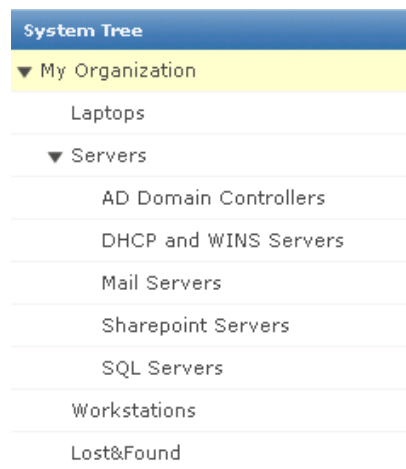 System Tree
My Organization
Laptops
Servers
AD Domain Controllers
DHCP and WINS Servers
Mail Servers
Sharepoint Servers
SQL Servers
Workstations
Lost&Found